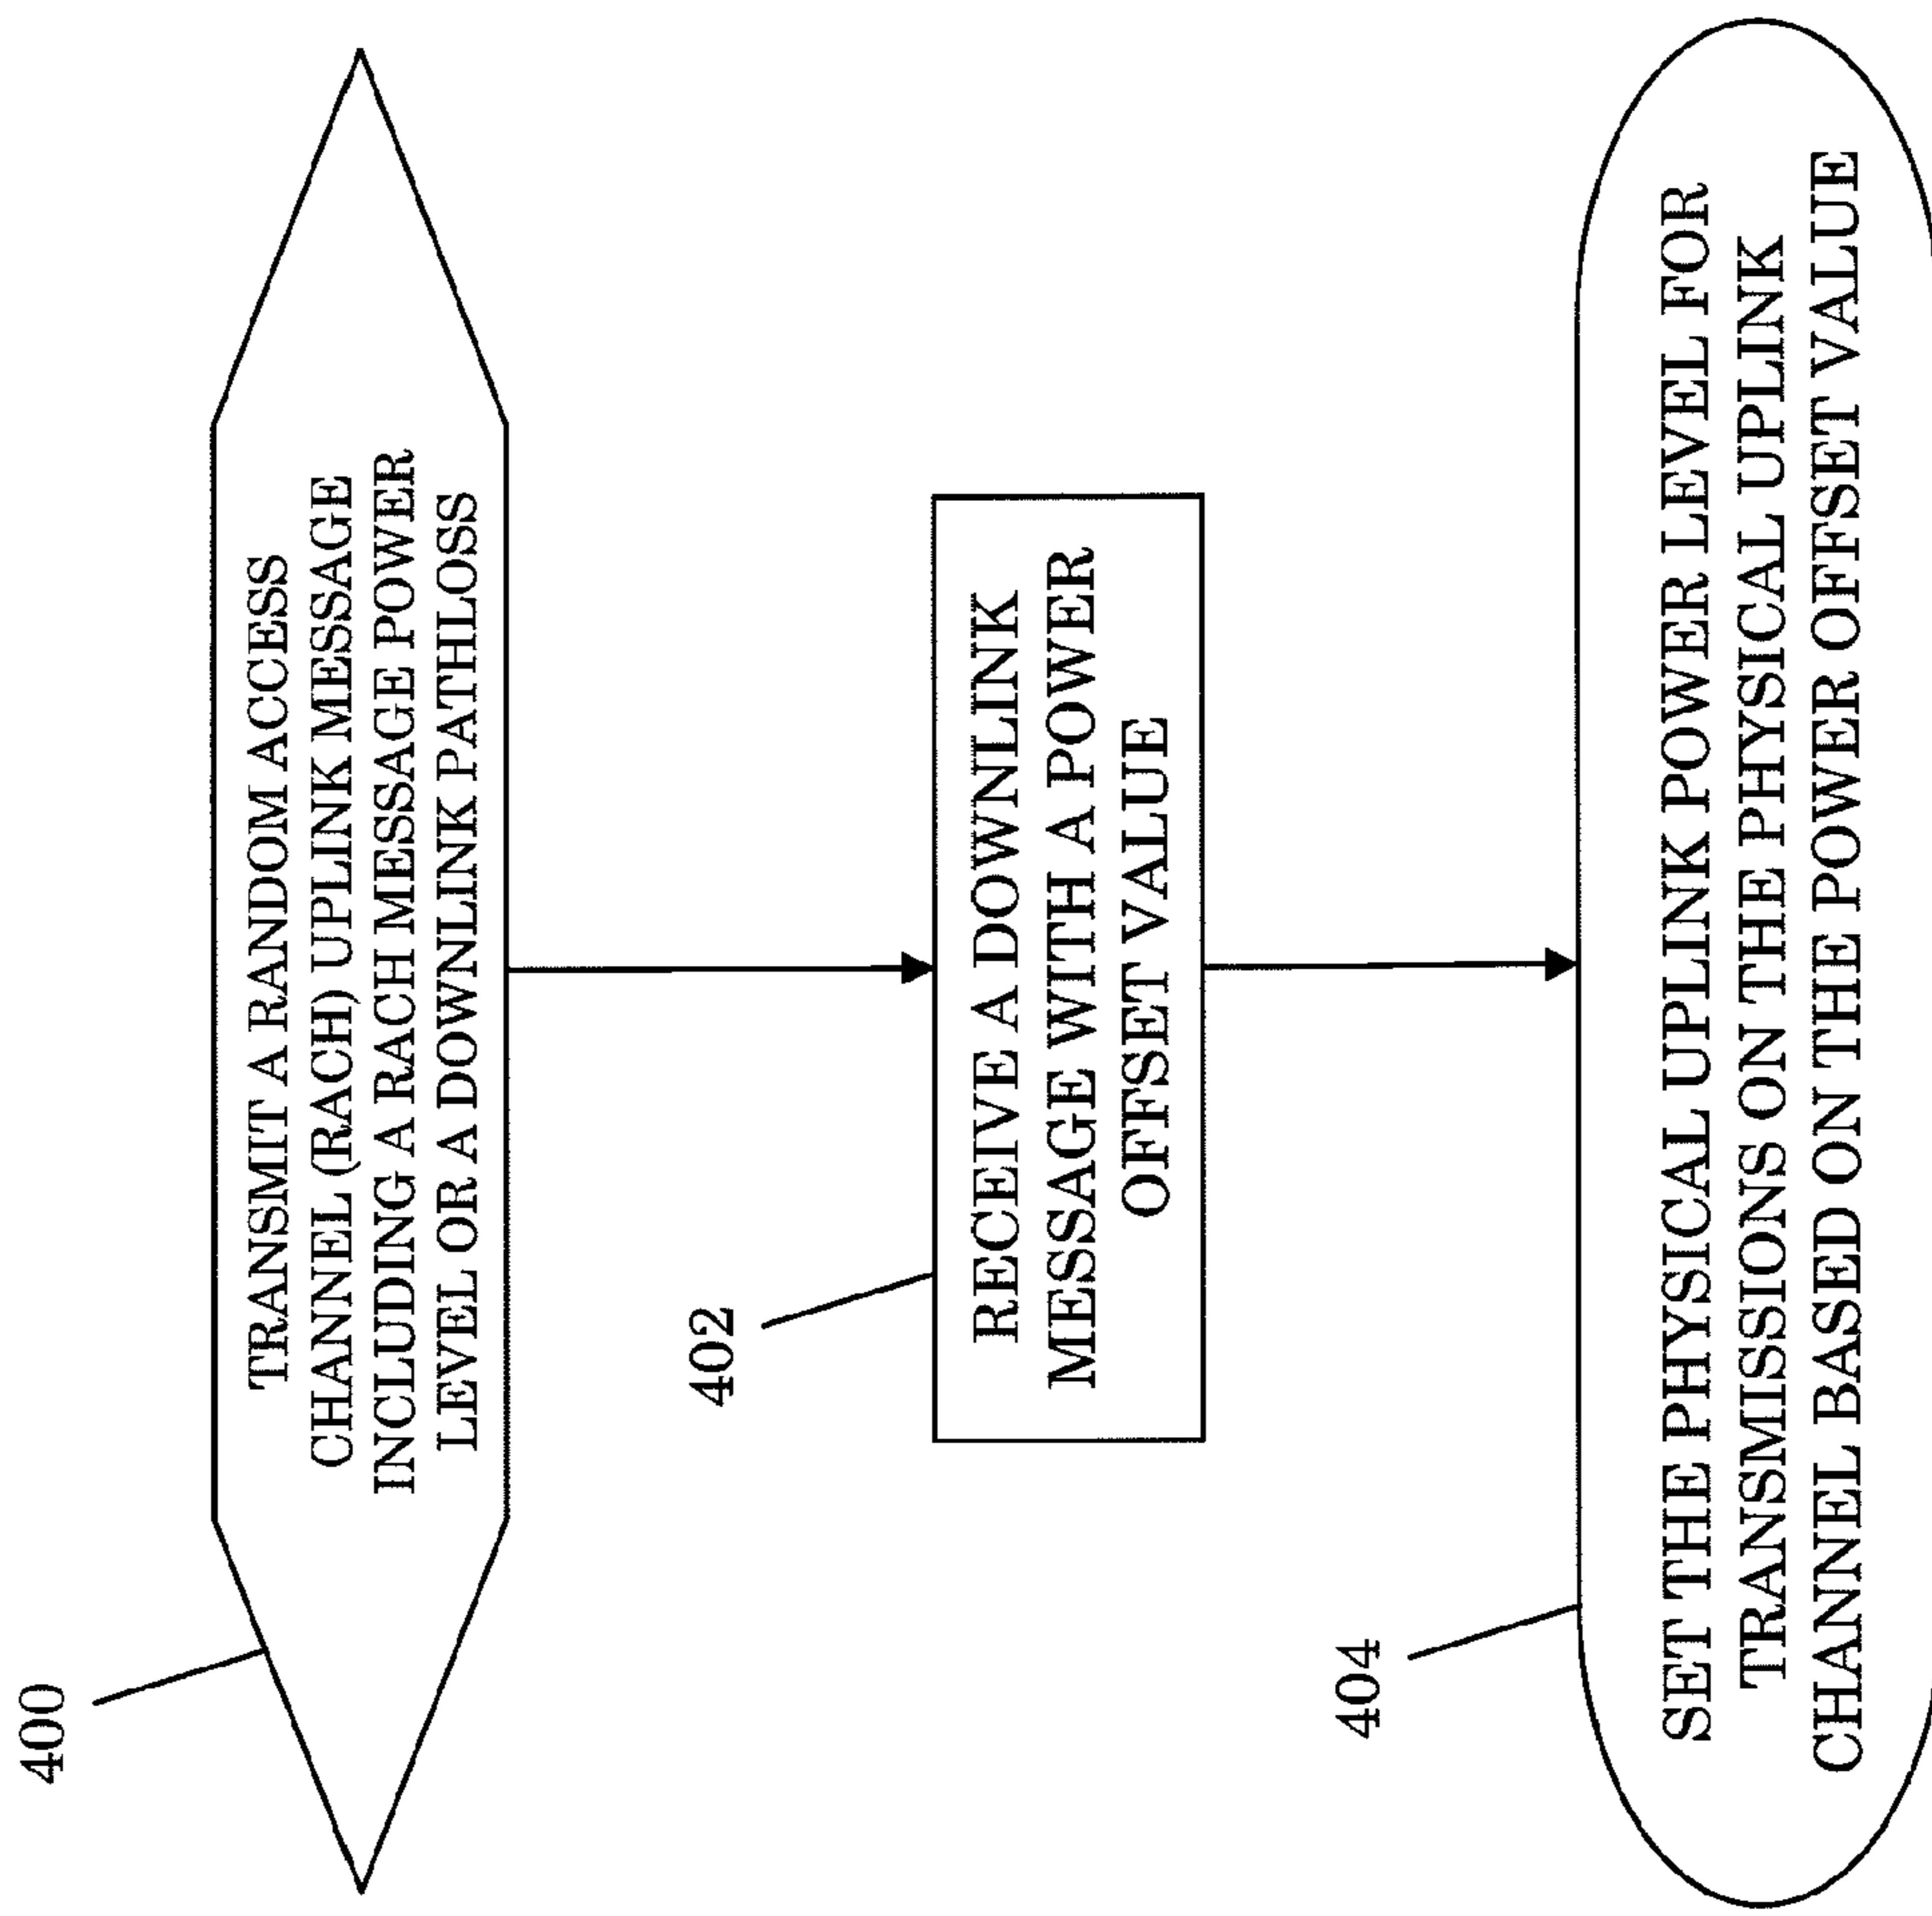 400
TRANSMIT A RANDOM ACCESS
CHANNEL (RACH) UPLINK MESSAGE
INCLUDING A RACH MESSAGE POWER
LEVEL OR A DOWNLINK PATHLOSS
402
RECEIVE A DOWNLINK
MESSAGE WITH A POWER
OFFSET VALUE
404
SET THE PHYSICAL UPLINK POWER LEVEL FOR
TRANSMISSIONS ON THE PHYSICAL UPLINK
CHANNEL BASED ON THE POWER OFFSET VALUE